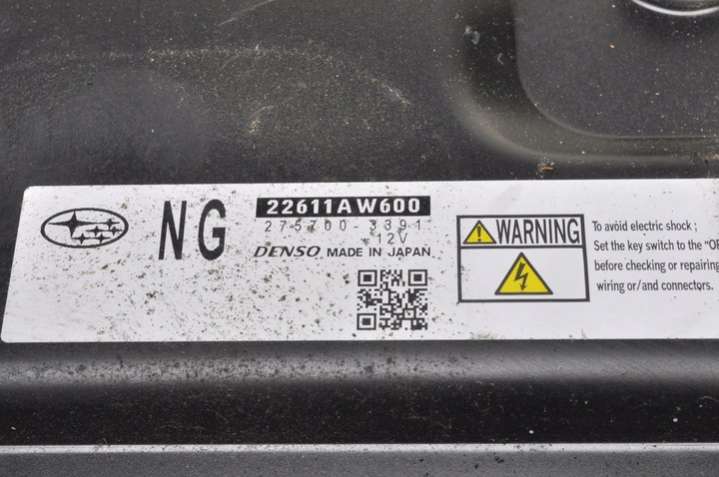 NG
22611AW600
275700-3391
12V
DENSO MADE IN JAPAN
WARNING
To avoid electric shock ;
Set the key switch to the "O
before checking or repairing
wiring or/and connectors.